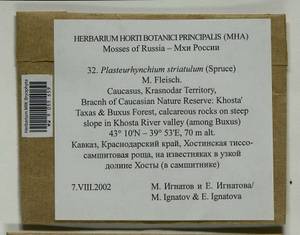 HERBARIUM HORTI BOTANICI PRINCIPALIS (MHA)
Mosses of Russia – Мхи России
32. Plasteurhynchium striatulum (Spruce)
M. Fleisch.
Caucasus, Krasnodar Territory,
Bracnh of Caucasian Nature Reserve: Khosta'
Taxas & Buxus Forest, calcareous rocks on steep
slope in Khosta River valley (among Buxus)
43° 10'N – 39° 53'E, 70 m alt.
Кавказ, Краснодарский край, Хостинская тиссо-
самшитовая роща, на известняках в узкой
долине Хосты (в самшитнике)
7.VIII.2002
М. Игнатов и Е. Игнатова/
M. Ignatov & E. Ignatova